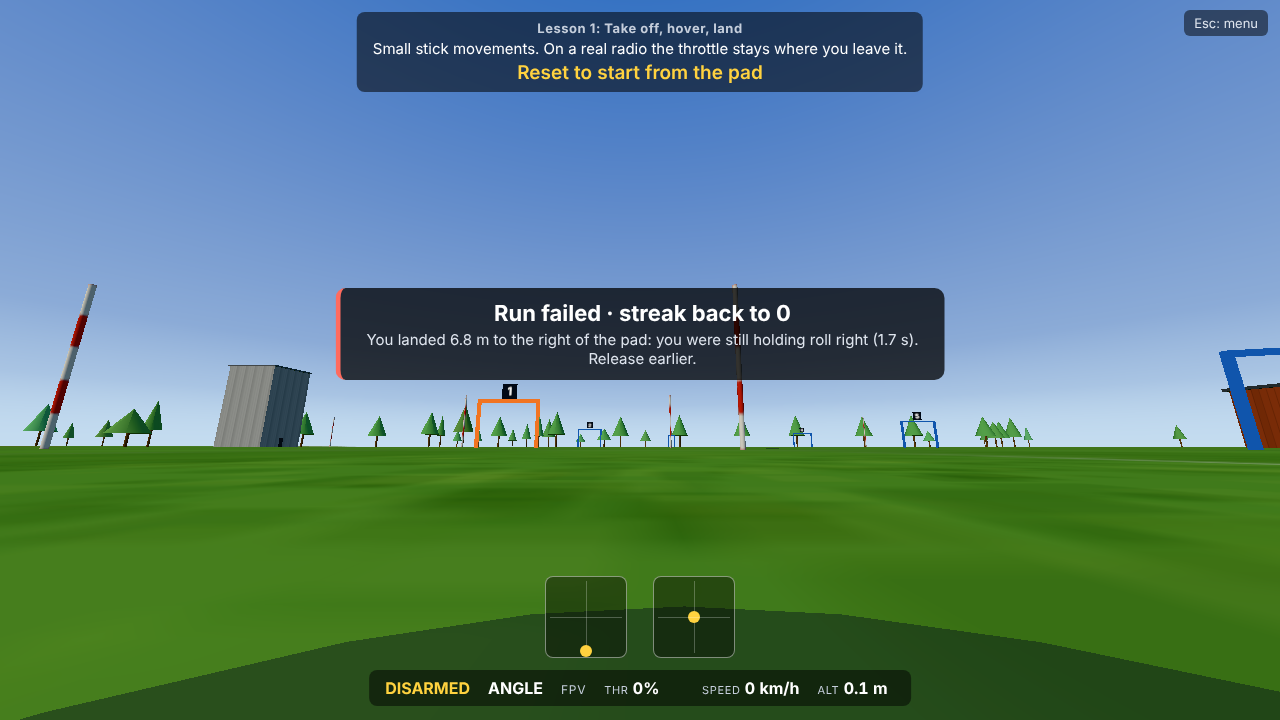 Lesson 1: Take off, hover, land
Small stick movements. On a real radio the throttle stays where you leave it.
Reset to start from the pad
Esc: menu
Run failed · streak back to 0
You landed 6.8 m to the right of the pad: you were still holding roll right (1.7 s).
Release earlier.
1
DISARMED ANGLE FPV THR 0% SPEED 0 km/h ALT 0.1 m